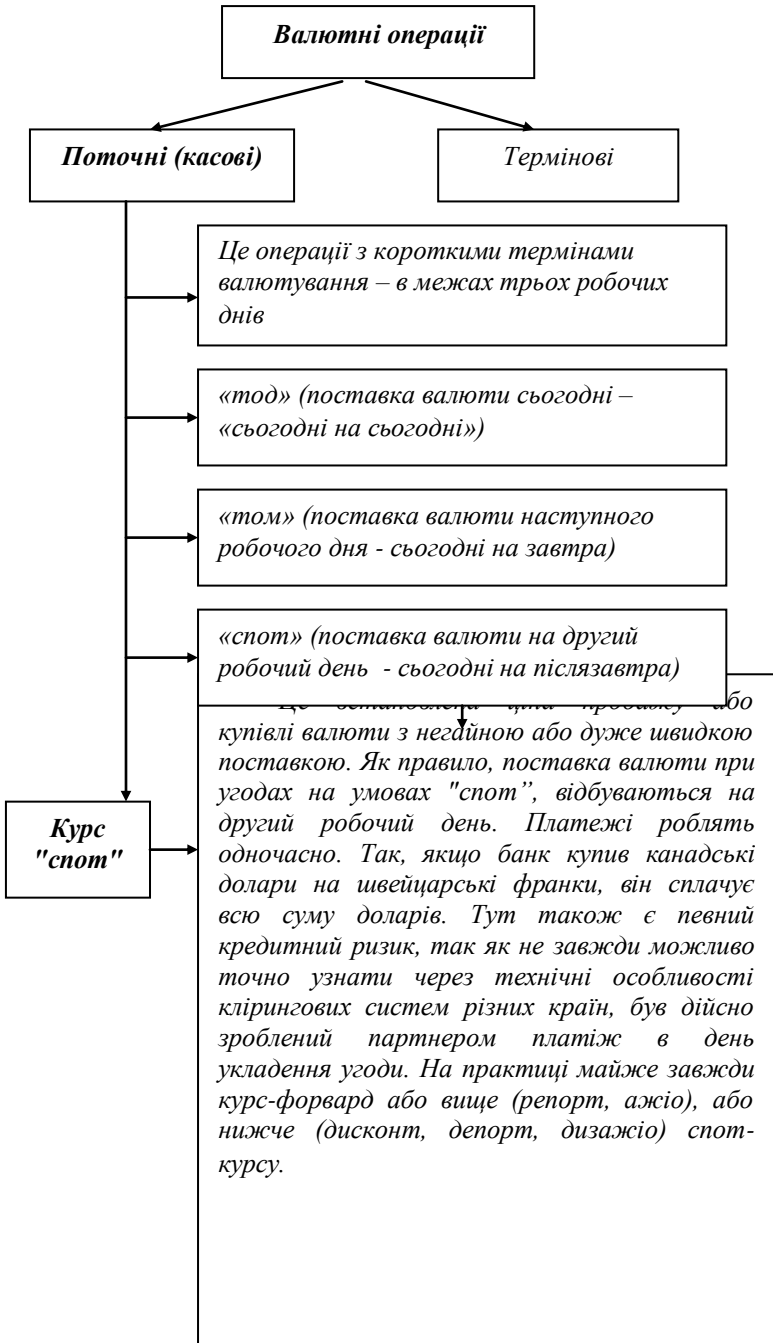 Валютні операції
Поточні (касові)
Термінові
Це операції з короткими термінами
валютування – в межах трьох робочих
днів
«тод» (поставка валюти сьогодні –
«сьогодні на сьогодні»)
«том» (поставка валюти наступного
робочого дня - сьогодні на завтра)
«спот» (поставка валюти на другий
робочий день - сьогодні на післязавтра)
або
купівлі валюти з негайною або дуже швидкою
поставкою. Як правило, поставка валюти при
угодах на умовах "спот”, відбуваються на
другий робочий день. Платежі роблять
одночасно. Так, якщо банк купив канадські
долари на швейцарські франки, він сплачує
всю суму доларів. Тут також є певний
кредитний ризик, так як не завжди можливо
точно узнати через технічні особливості
клірингових систем різних країн, був дійсно
зроблений партнером платіж в день
укладення угоди. На практиці майже завжди
курс-форвард або вище (репорт, ажіо), або
нижче (дисконт, депорт, дизажіо) спот-
курсу.
Курс
"спот"